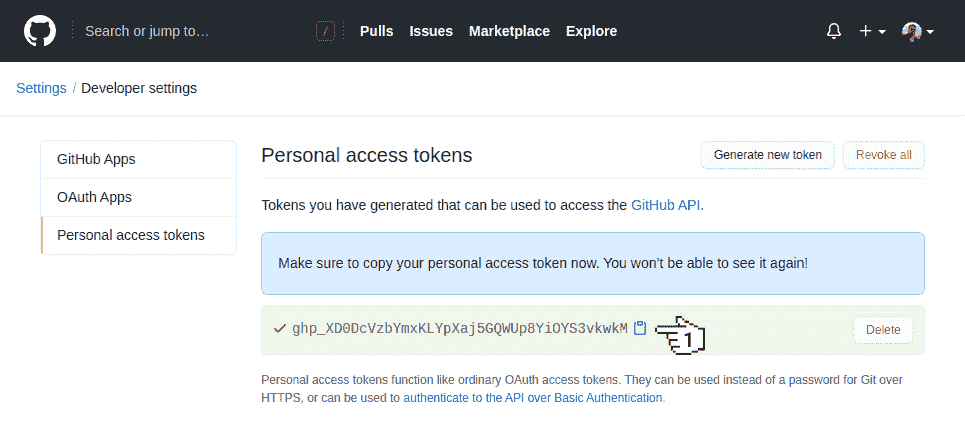 Search or jump to…
/
Pulls Issues Marketplace Explore
Settings / Developer settings
GitHub Apps
OAuth Apps
Personal access tokens
Personal access tokens
Generate new token
Revoke all
Tokens you have generated that can be used to access the GitHub API.
Make sure to copy your personal access token now. You won't be able to see it again!
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
1
Delete
Personal access tokens function like ordinary OAuth access tokens. They can be used instead of a password for Git over
HTTPS, or can be used to authenticate to the API over Basic Authentication.